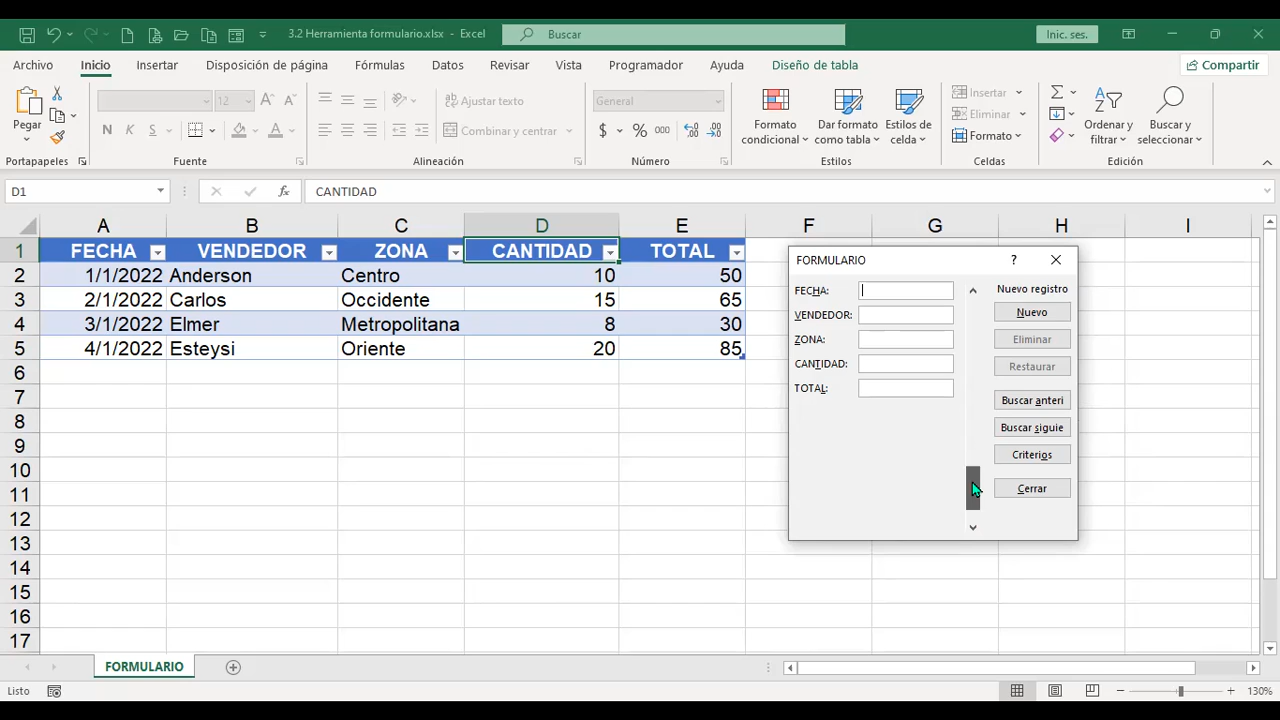 3.2 Herramienta formulario.xlsx - Excel
Buscar
Inic. ses.
Archivo Inicio Insertar Disposición de página Fórmulas Datos Revisar Vista Programador Ayuda Diseño de tabla Compartir
Pegar
12
Ajustar texto
Combinar y centrar
General
Formato condicional
Dar formato como tabla
Estilos de celda
Insertar
Eliminar
Formato
Ordenar y filtrar
Buscar y seleccionar
Portapapeles Fuente Alineación Número Estilos Celdas Edición
D1 fx CANTIDAD
A B C D E F G H I
1 FECHA VENDEDOR ZONA CANTIDAD TOTAL
2 1/1/2022 Anderson Centro 10 50
3 2/1/2022 Carlos Occidente 15 65
4 3/1/2022 Elmer Metropolitana 8 30
5 4/1/2022 Esteysi Oriente 20 85
6
7
8
9
10
11
12
13
14
15
16
17
FORMULARIO ?
FECHA:
VENDEDOR:
ZONA:
CANTIDAD:
TOTAL:
Nuevo registro
Nuevo
Eliminar
Restaurar
Buscar anteri
Buscar siguie
Criterios
Cerrar
FORMULARIO
Listo 130%